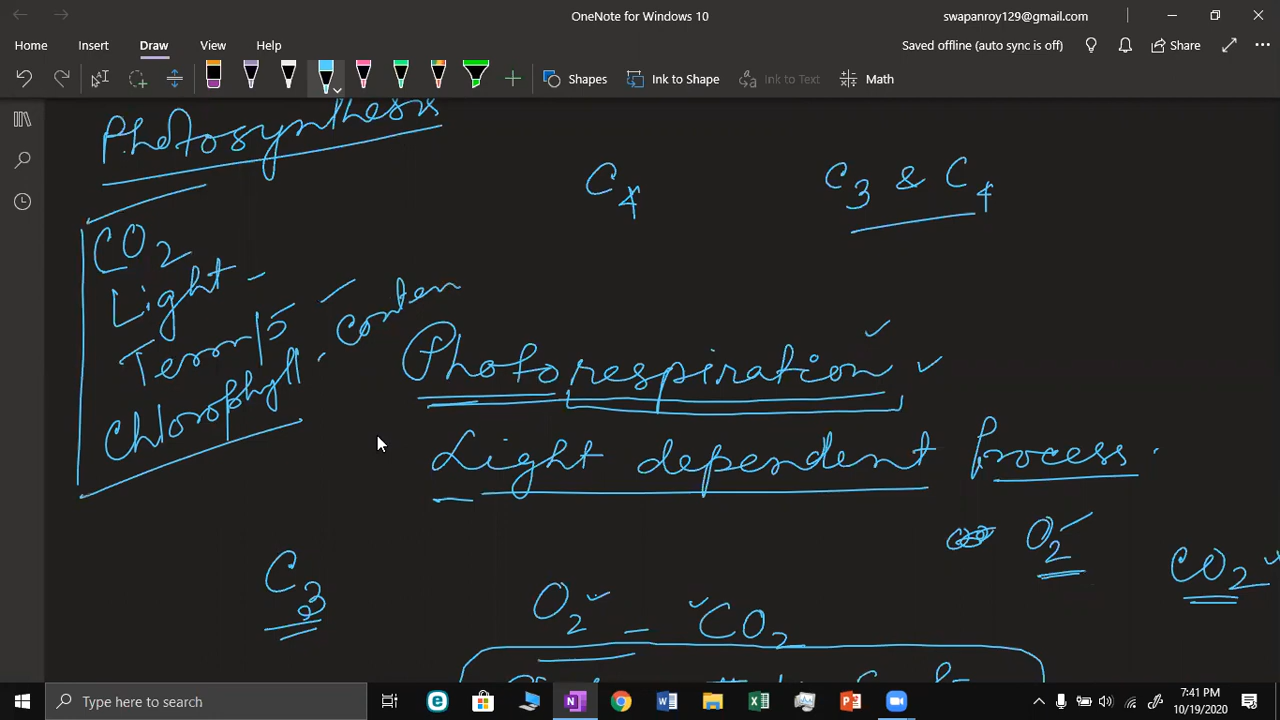 OneNote for Windows 10
swapanroy129@gmail.com
Home Insert Draw View Help
Saved offline (auto sync is off)
Share
Shapes
Ink to Shape
Ink to Text
Math
Photosynthesis
C4
C3 & C4
CO2
Light -
Chlorophyll
conten
Photorespiration
Light dependent Process.
O2
CO2
C3
O2 - CO2
Type here to search
7:41 PM
10/19/2020